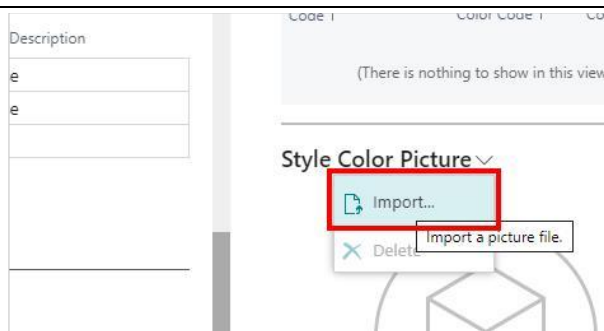 Description
e
e
Code 1 Color Code 1 Co
(There is nothing to show in this view
Style Color Picture
Import...
Import a picture file.
Delete